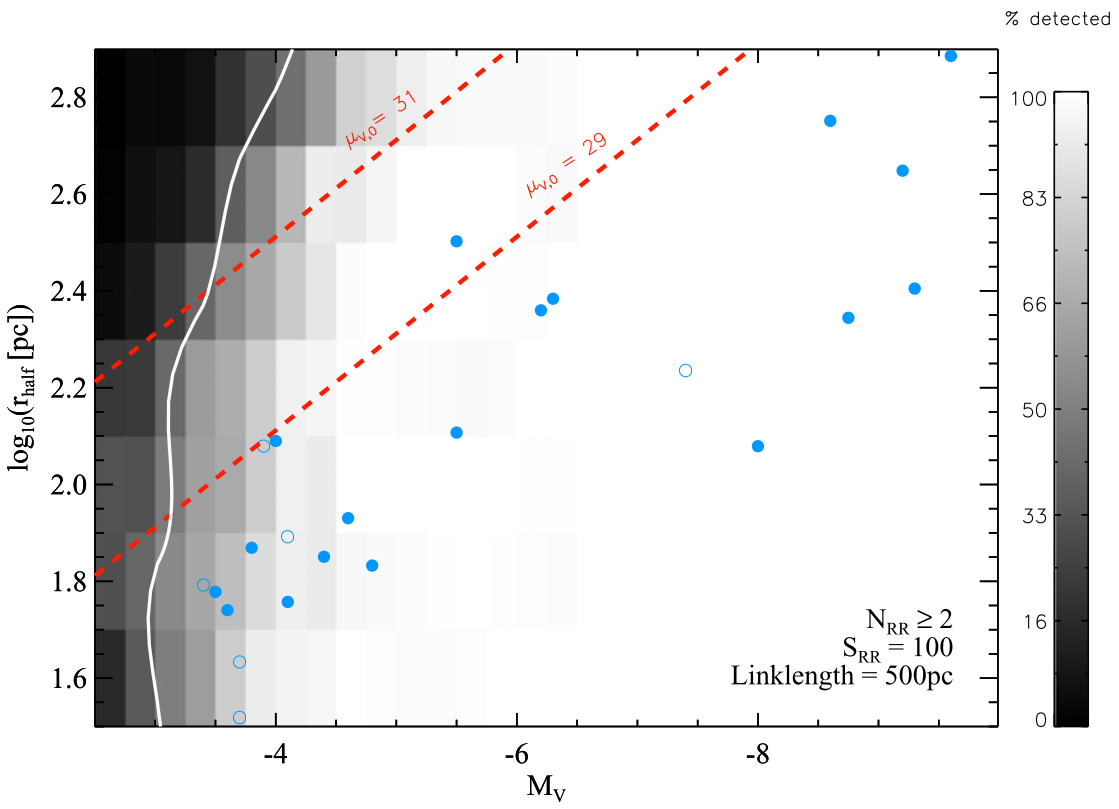 % detected
μV,0 = 31
μV,0 = 29
2.8
2.6
2.4
2.2
2.0
1.8
1.6
log10(rhalf [pc])
100
83
66
50
33
16
0
NRR ≥ 2
SRR = 100
Linklength = 500pc
-4
-6
-8
MV